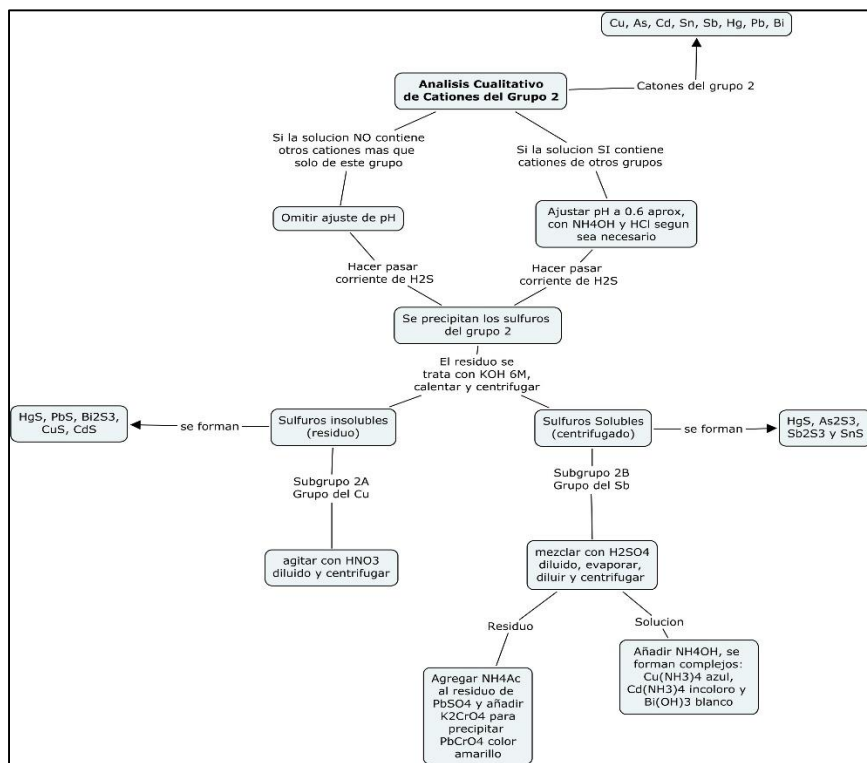 Cu, As, Cd, Sn, Sb, Hg, Pb, Bi
Analisis Cualitativo
de Cationes del Grupo 2
Catones del grupo 2
Si la solucion NO contiene
otros cationes mas que
solo de este grupo
Si la solucion SI contiene
cationes de otros grupos
Omitir ajuste de pH
Ajustar pH a 0.6 aprox,
con NH4OH y HCl segun
sea necesario
Hacer pasar
corriente de H2S
Hacer pasar
corriente de H2S
Se precipitan los sulfuros
del grupo 2
El residuo se
trata con KOH 6M,
calentar y centrifugar
HgS, PbS, Bi2S3,
CuS, CdS
se forman
Sulfuros insolubles
(residuo)
Sulfuros Solubles
(centrifugado)
se forman
HgS, As2S3,
Sb2S3 y SnS
Subgrupo 2A
Grupo del Cu
Subgrupo 2B
Grupo del Sb
agitar con HNO3
diluido y centrifugar
mezclar con H2SO4
diluido, evaporar,
diluir y centrifugar
Residuo
Solucion
Agregar NH4Ac
al residuo de
PbSO4 y añadir
K2CrO4 para
precipitar
PbCrO4 color
amarillo
Añadir NH4OH, se
forman complejos:
Cu(NH3)4 azul,
Cd(NH3)4 incoloro y
Bi(OH)3 blanco